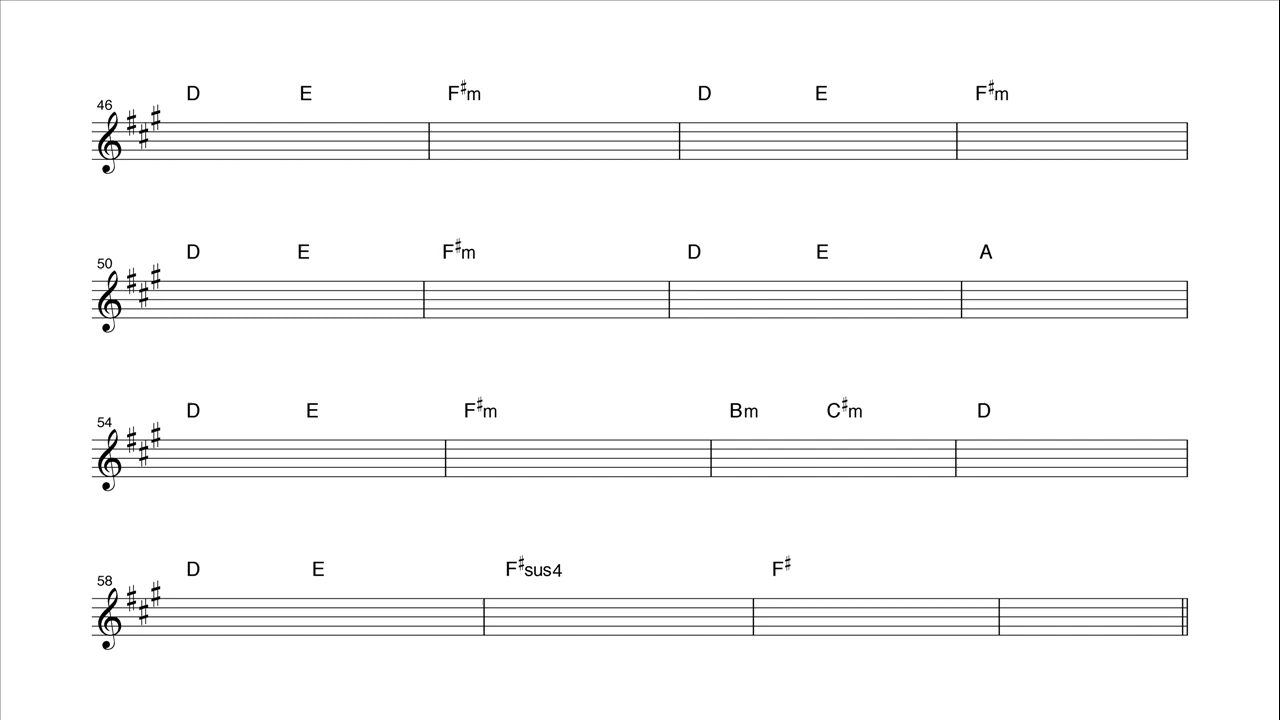 D E F♯m D E F♯m
46
D E F♯m D E A
50
D E F♯m Bm C♯m D
54
D E F♯sus4 F♯
58